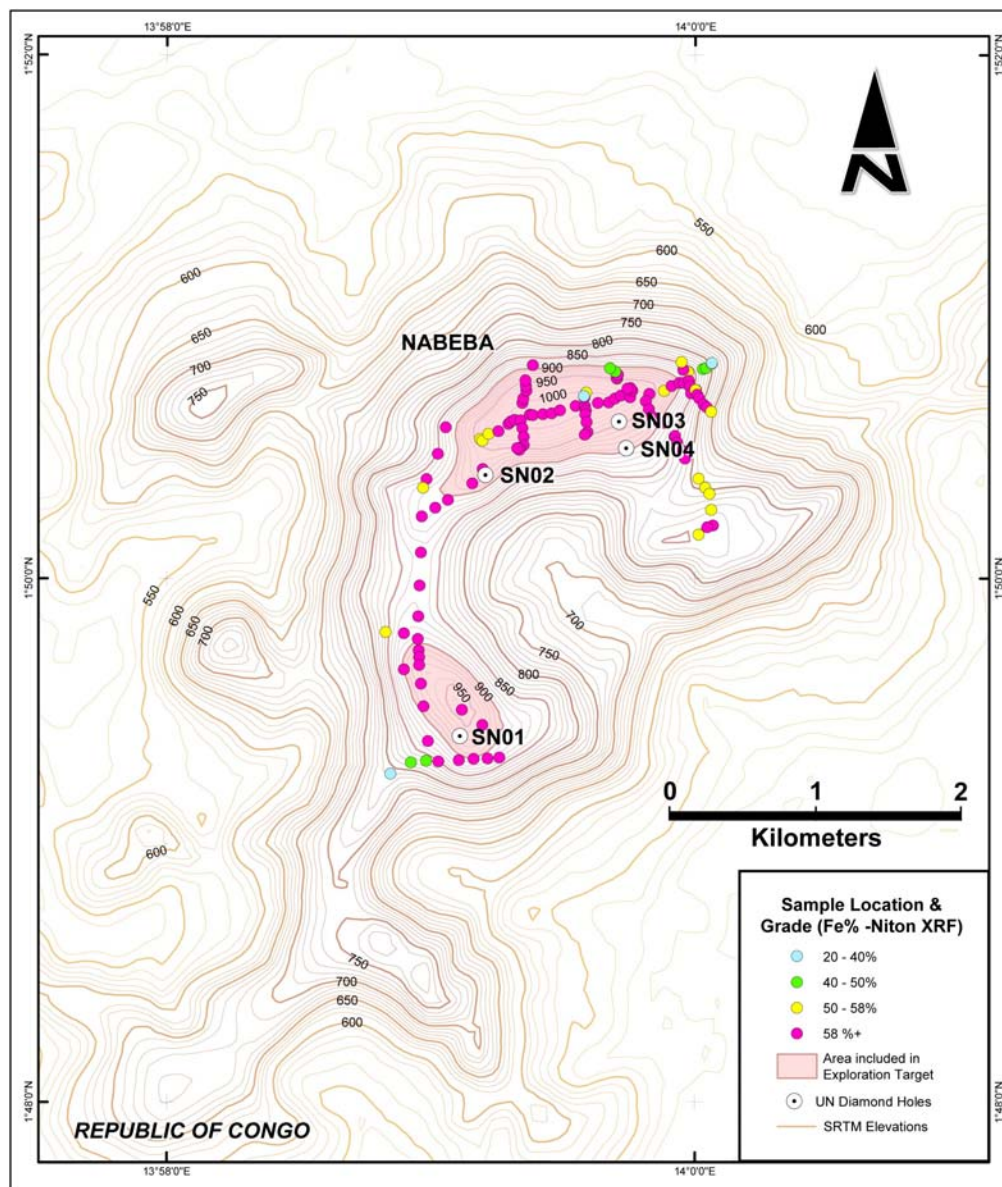 13°58'0"E
14°0'0"E
1°52'0"N
1°52'0"N
N
550
600
600
650
700
750
800
600
600
650
700
750
NABEBA
850
900
950
1000
SN03
SN04
SN02
1°50'0"N
1°50'0"N
550
600
650
700
700
750
800
850
900
950
SN01
0
1
2
Kilometers
600
750
700
650
600
Sample Location &
Grade (Fe% -Niton XRF)
20 - 40%
40 - 50%
50 - 58%
58 %+
Area included in
Exploration Target
UN Diamond Holes
SRTM Elevations
1°48'0"N
1°48'0"N
REPUBLIC OF CONGO
13°58'0"E
14°0'0"E